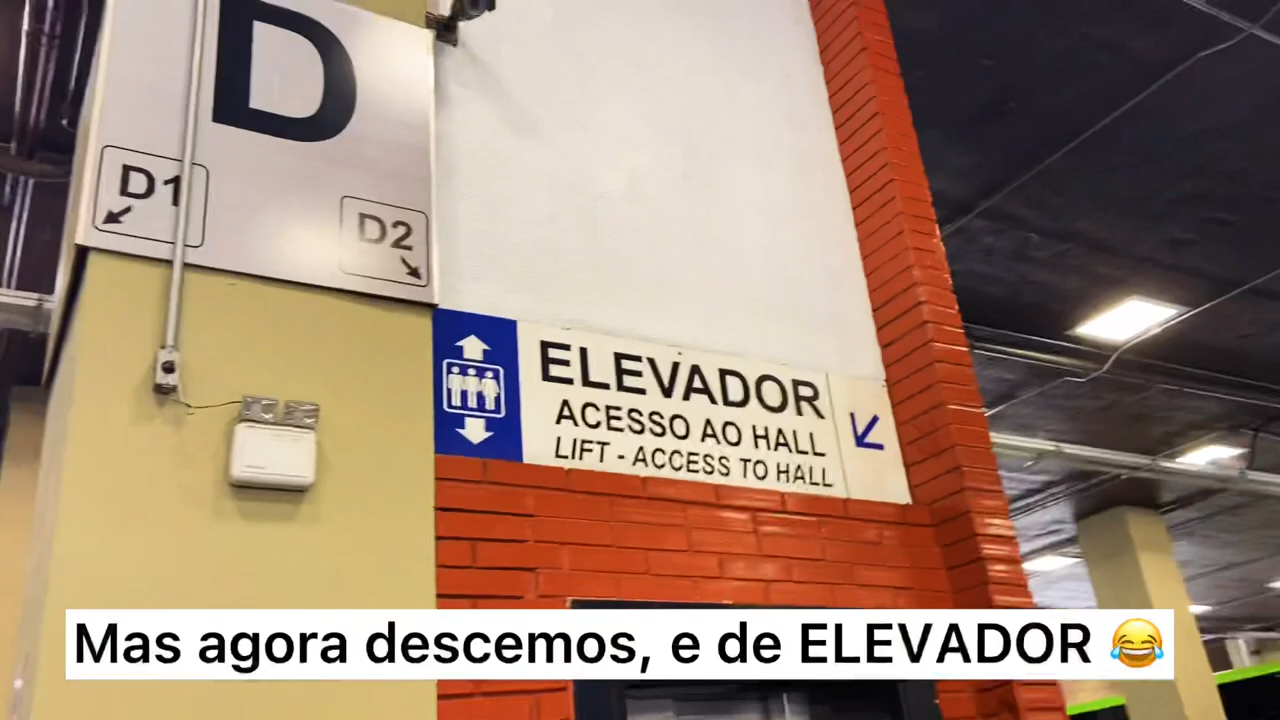 D
D1
D2
ELEVADOR
ACESSO AO HALL
LIFT - ACCESS TO HALL
Mas agora descemos, e de ELEVADOR 😂